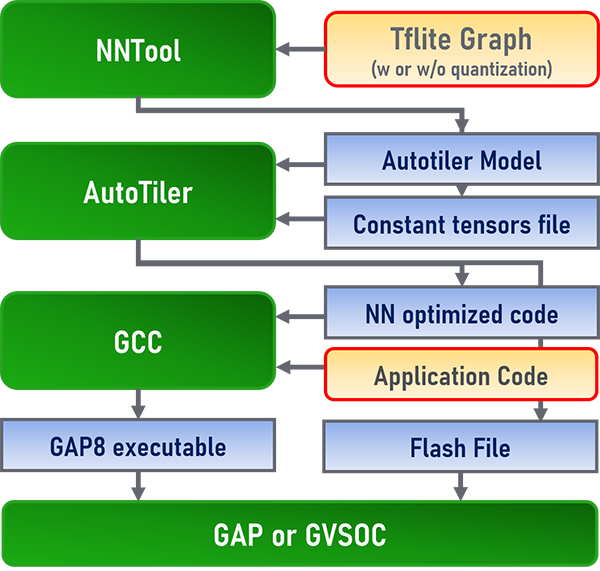 NNTool
Tflite Graph
(w or w/o quantization)
Autotiler Model
AutoTiler
Constant tensors file
NN optimized code
GCC
Application Code
GAP8 executable
Flash File
GAP or GVSOC